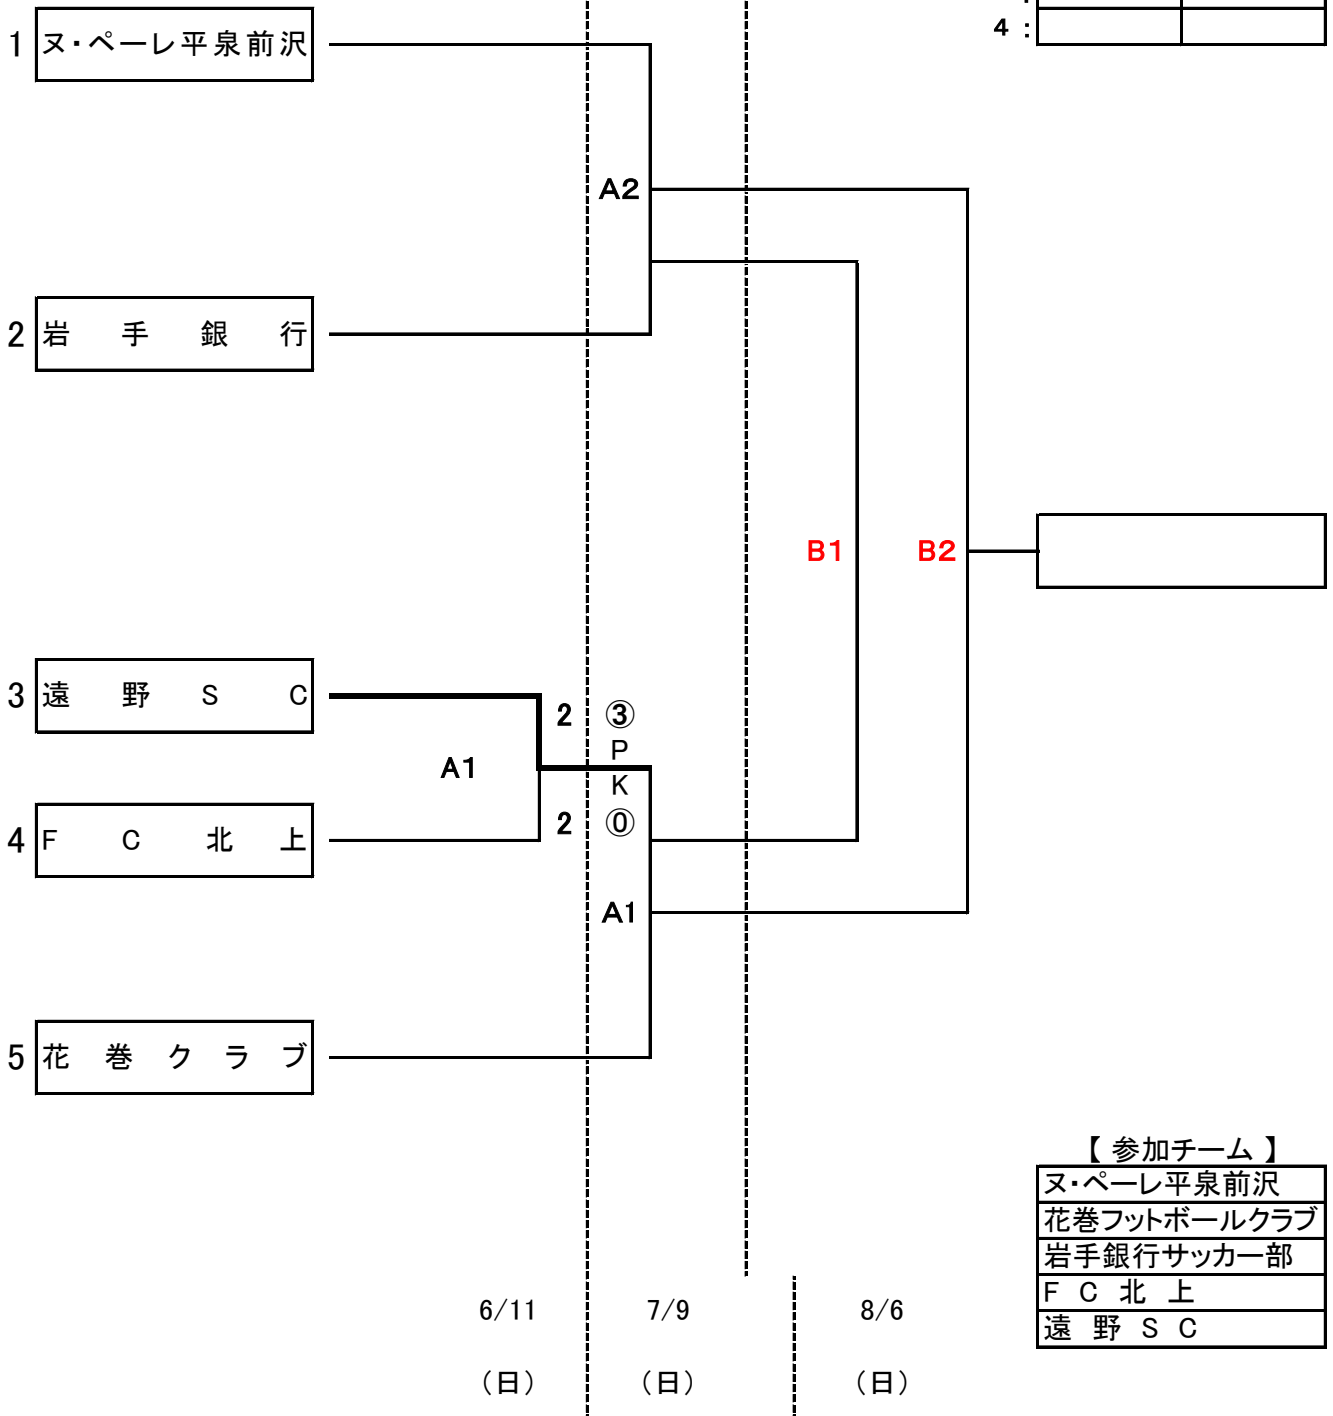 4 :
1 ヌ・ペーレ平泉前沢
A2
2 岩 手 銀 行
B1 B2
3 遠 野 S C
2 ③
P
A1
K
4 F C 北 上
2 ⓪
A1
5 花 巻 ク ラ ブ
【 参加チーム 】
ヌ・ペーレ平泉前沢
花巻フットボールクラブ
岩手銀行サッカー部
F C 北 上
遠 野 S C
6/11 7/9 8/6
（日） （日） （日）